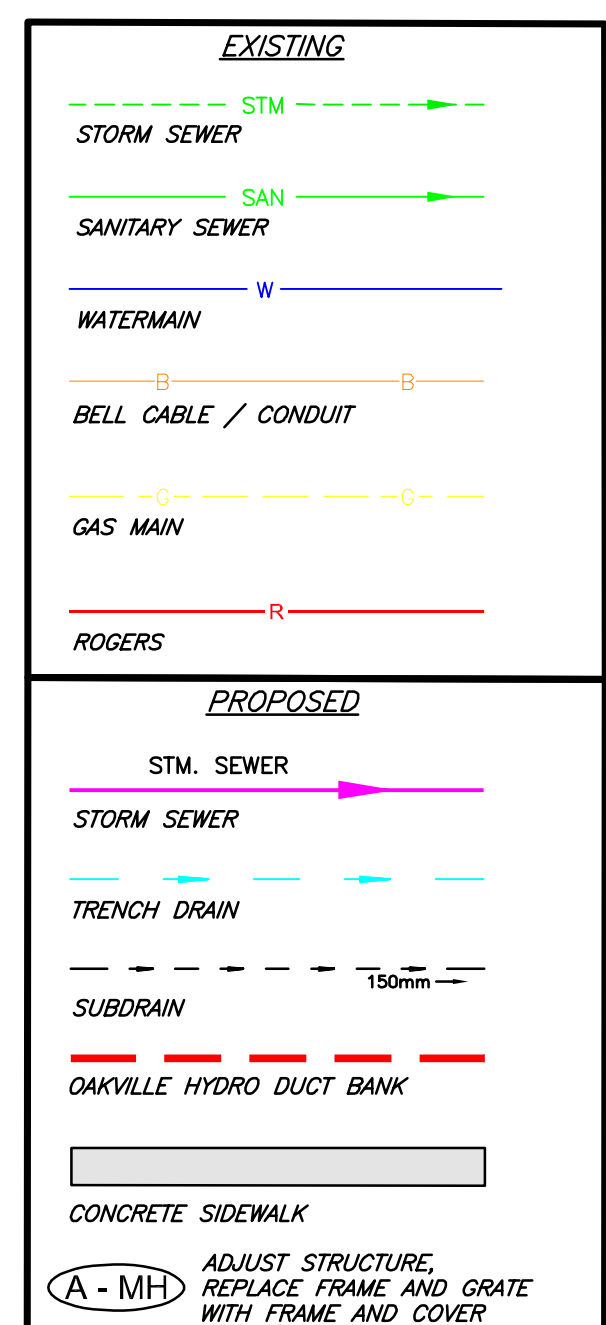 EXISTING
STM
STORM SEWER
SAN
SANITARY SEWER
W
WATERMAIN
B B
BELL CABLE / CONDUIT
G G
GAS MAIN
R
ROGERS
PROPOSED
STM. SEWER
STORM SEWER
TRENCH DRAIN
150mm
SUBDRAIN
OAKVILLE HYDRO DUCT BANK
CONCRETE SIDEWALK
ADJUST STRUCTURE,
A - MH REPLACE FRAME AND GRATE
WITH FRAME AND COVER